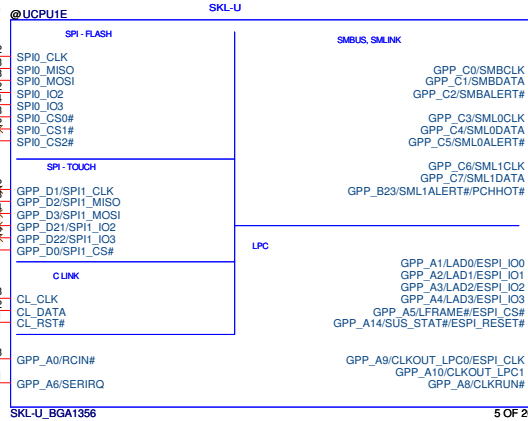 @UCPU1E
SKL-U
SPI - FLASH
SPI0_CLK
SPI0_MISO
SPI0_MOSI
SPI0_IO2
SPI0_IO3
SPI0_CS0#
SPI0_CS1#
SPI0_CS2#
SPI - TOUCH
GPP_D1/SPI1_CLK
GPP_D2/SPI1_MISO
GPP_D3/SPI1_MOSI
GPP_D21/SPI1_IO2
GPP_D22/SPI1_IO3
GPP_D0/SPI1_CS#
C LINK
CL_CLK
CL_DATA
CL_RST#
GPP_A0/RCIN#
GPP_A6/SERIRQ
SMBUS, SMLINK
GPP_C0/SMBCLK
GPP_C1/SMBDATA
GPP_C2/SMBALERT#
GPP_C3/SML0CLK
GPP_C4/SML0DATA
GPP_C5/SML0ALERT#
GPP_C6/SML1CLK
GPP_C7/SML1DATA
GPP_B23/SML1ALERT#/PCHHOT#
LPC
GPP_A1/LAD0/ESPI_IO0
GPP_A2/LAD1/ESPI_IO1
GPP_A3/LAD2/ESPI_IO2
GPP_A4/LAD3/ESPI_IO3
GPP_A5/LFRAME#/ESPI_CS#
GPP_A14/SUS_STAT#/ESPI_RESET#
GPP_A9/CLKOUT_LPC0/ESPI_CLK
GPP_A10/CLKOUT_LPC1
GPP_A8/CLKRUN#
SKL-U_BGA1356
5 OF 2